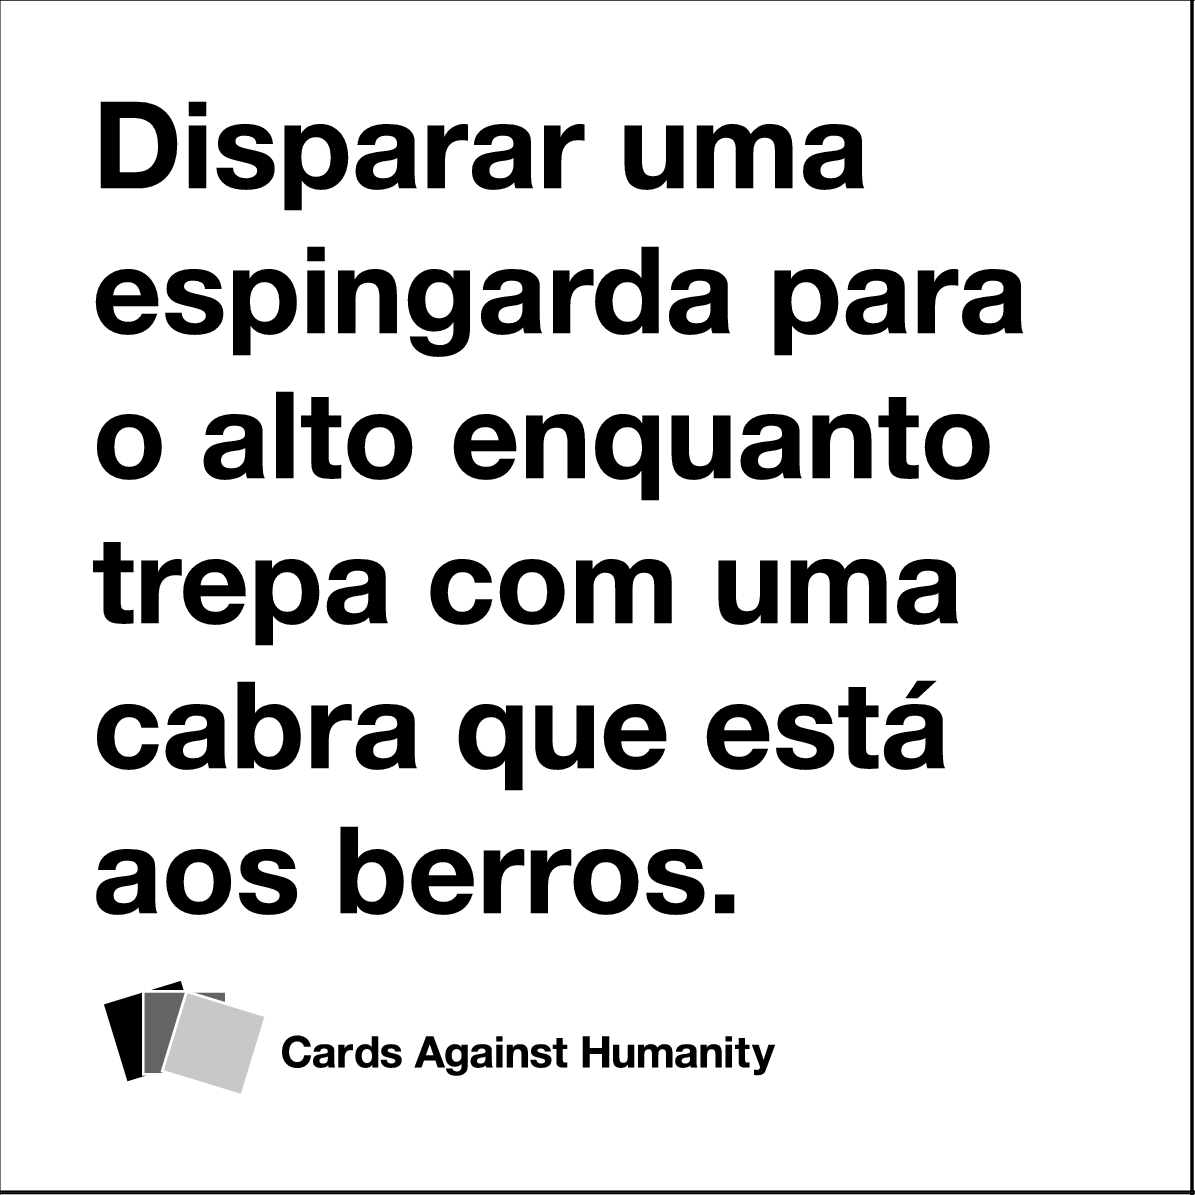 Disparar uma
espingarda para
o alto enquanto
trepa com uma
cabra que está
aos berros.
Cards Against Humanity